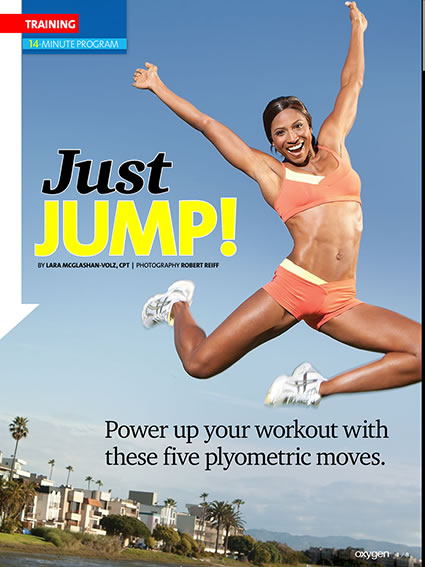 TRAINING
14-MINUTE PROGRAM
Just
JUMP!
BY LARA MCGLASHAN-VOLZ, CPT | PHOTOGRAPHY ROBERT REIFF
Power up your workout with
these five plyometric moves.
oxygen